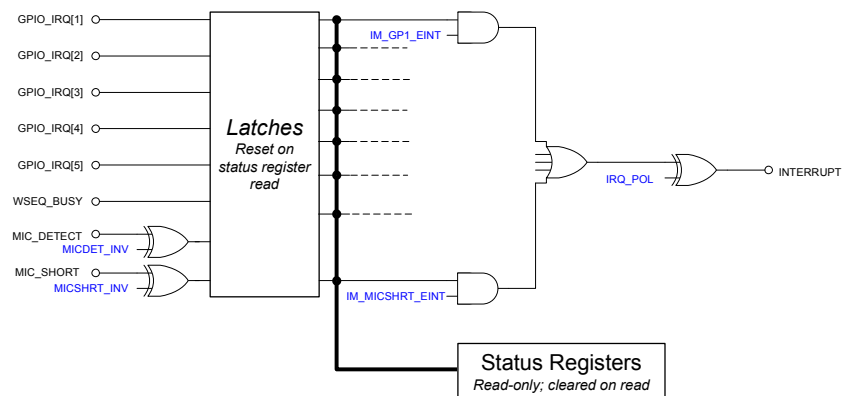 GPIO_IRQ[1]
IM_GP1_EINT
GPIO_IRQ[2]
GPIO_IRQ[3]
GPIO_IRQ[4]
GPIO_IRQ[5]
WSEQ_BUSY
MIC_DETECT
MICDET_INV
MIC_SHORT
MICSHRT_INV
Latches
Reset on
status register
read
IRQ_POL
INTERRUPT
IM_MICSHRT_EINT
Status Registers
Read-only; cleared on read